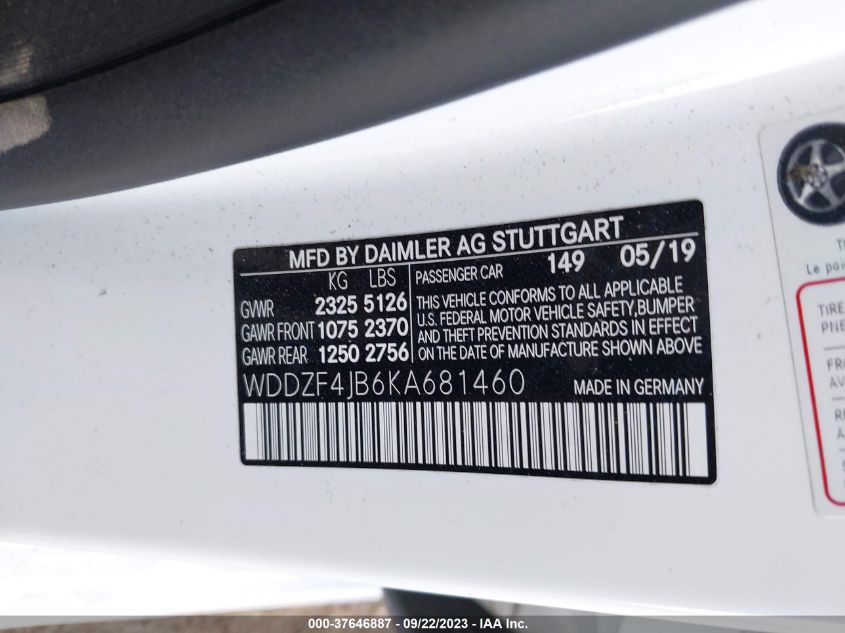 MFD BY DAIMLER AG STUTTGART
KG LBS
PASSENGER CAR 149 05/19
GVWR 2325 5126
GAWR FRONT 1075 2370
GAWR REAR 1250 2756
THIS VEHICLE CONFORMS TO ALL APPLICABLE
U.S. FEDERAL MOTOR VEHICLE SAFETY, BUMPER
AND THEFT PREVENTION STANDARDS IN EFFECT
ON THE DATE OF MANUFACTURE SHOWN ABOVE
WDDZF4JB6KA681460
MADE IN GERMANY
Le
TIRE
000-37646887 - 09/22/2023 - IAA Inc.